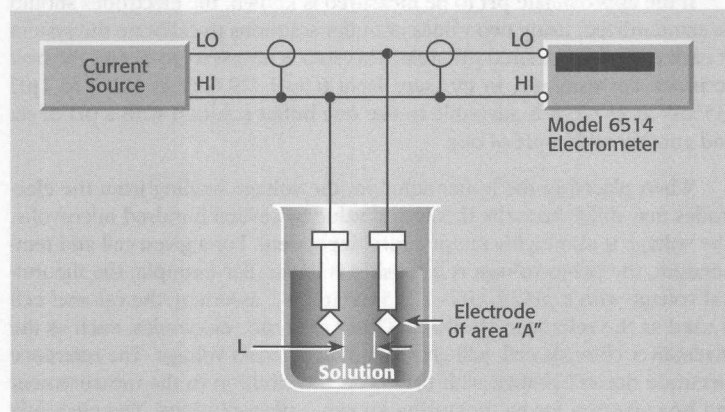 LO
LO
Current
Source
HI
HI
Model 6514
Electrometer
Electrode
of area "A"
L
Solution